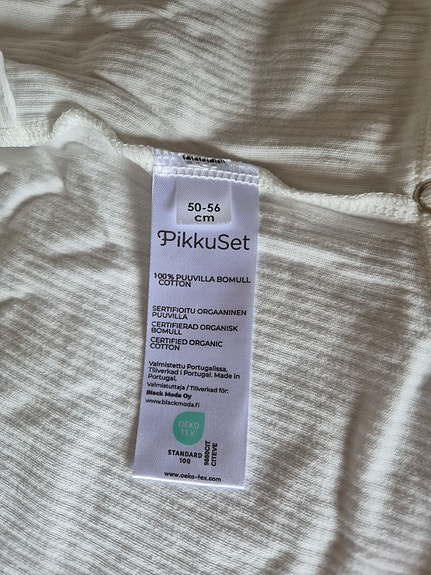 50-56
cm
PikkuSet
100% PUUVILLA BOMULL
COTTON
SERTIFIOITU ORGAANINEN
PUUVILLA
CERTIFIERAD ORGANISK
BOMULL
CERTIFIED ORGANIC
COTTON
Valmistettu Portugalissa,
Tillverkad i Portugal. Made in
Portugal.
Valmistuttaja / Tillverkad för:
Black Moda Oy
www.blackmoda.fi
OEKO
TEX
STANDARD
100
9680CIT
CITEVE
www.oeko-tex.com